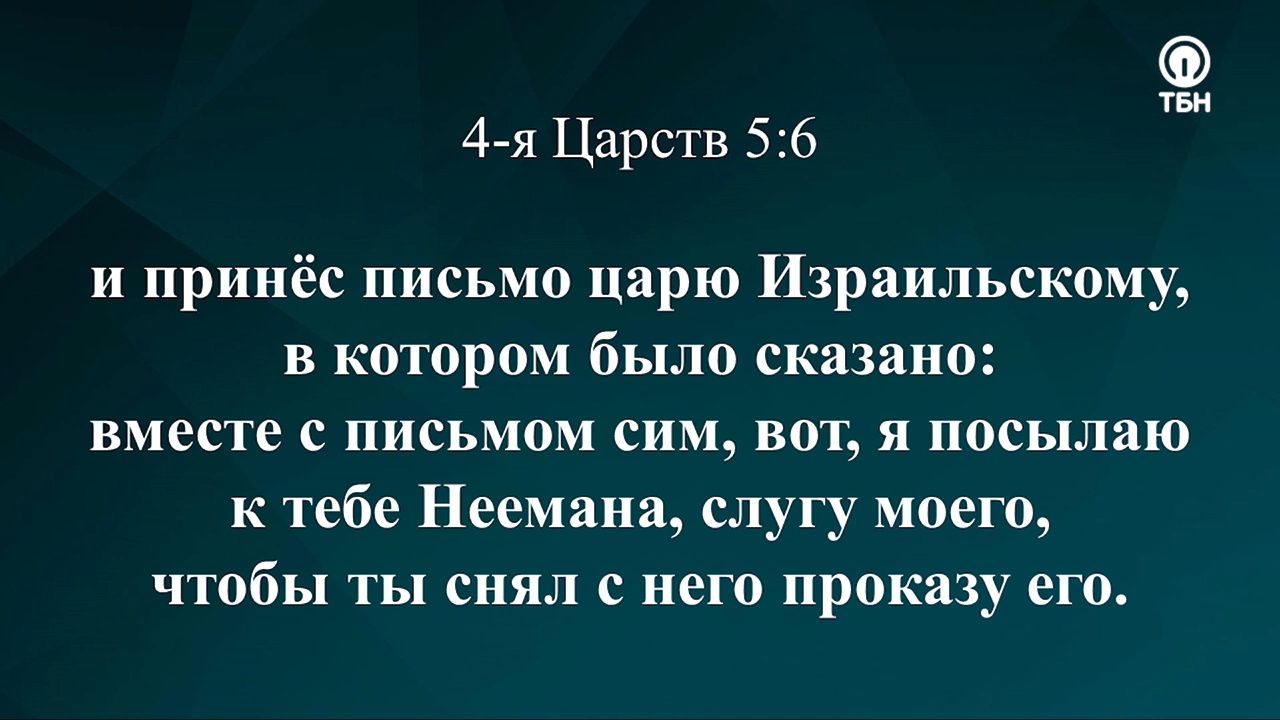 ТБН
4-я Царств 5:6
и принёс письмо царю Израильскому,
в котором было сказано:
вместе с письмом сим, вот, я посылаю
к тебе Неемана, слугу моего,
чтобы ты снял с него проказу его.